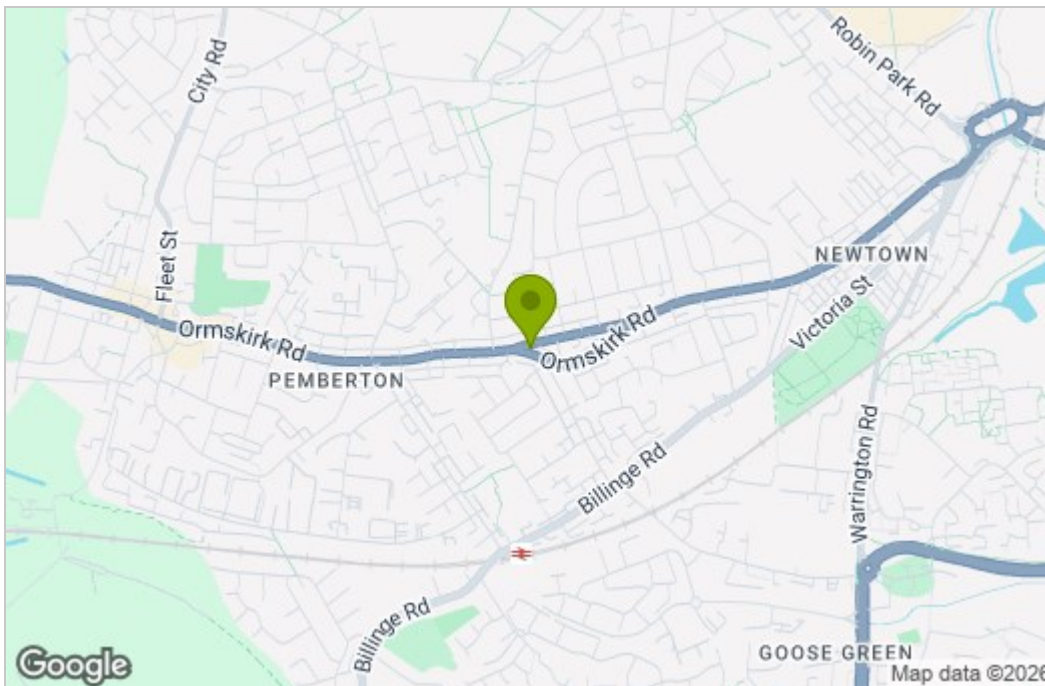 Robin Park Rd
City Rd
NEWTOWN
Fleet St
Victoria St
Ormskirk Rd
Ormskirk Rd
PEMBERTON
Billinge Rd
Warrington Rd
Billinge Rd
GOOSE GREEN
Google
Map data ©2026